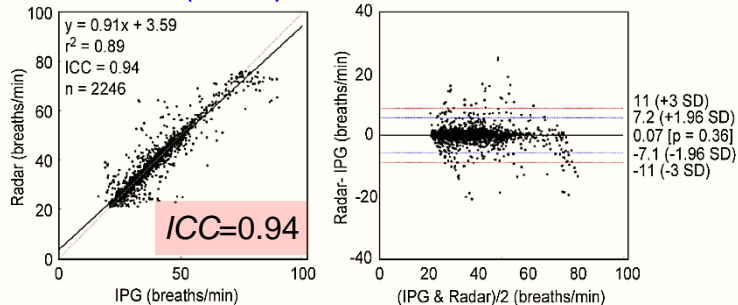 100
80
60
40
20
0
0
50
100
Radar (breaths/min)
IPG (breaths/min)
y = 0.91x + 3.59
r² = 0.89
ICC = 0.94
n = 2246
ICC=0.94
40
20
0
-20
-40
0
20
40
60
80
100
Radar- IPG (breaths/min)
(IPG & Radar)/2 (breaths/min)
11 (+3 SD)
7.2 (+1.96 SD)
0.07 [p = 0.36]
-7.1 (-1.96 SD)
-11 (-3 SD)